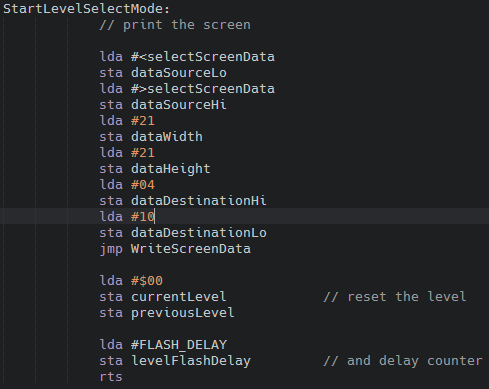 StartLevelSelectMode:
// print the screen
lda #<selectScreenData
sta dataSourceLo
lda #>selectScreenData
sta dataSourceHi
lda #21
sta dataWidth
lda #21
sta dataHeight
lda #04
sta dataDestinationHi
lda #10
sta dataDestinationLo
jmp WriteScreenData
lda #$00
sta currentLevel // reset the level
sta previousLevel
lda #FLASH_DELAY
sta levelFlashDelay // and delay counter
rts